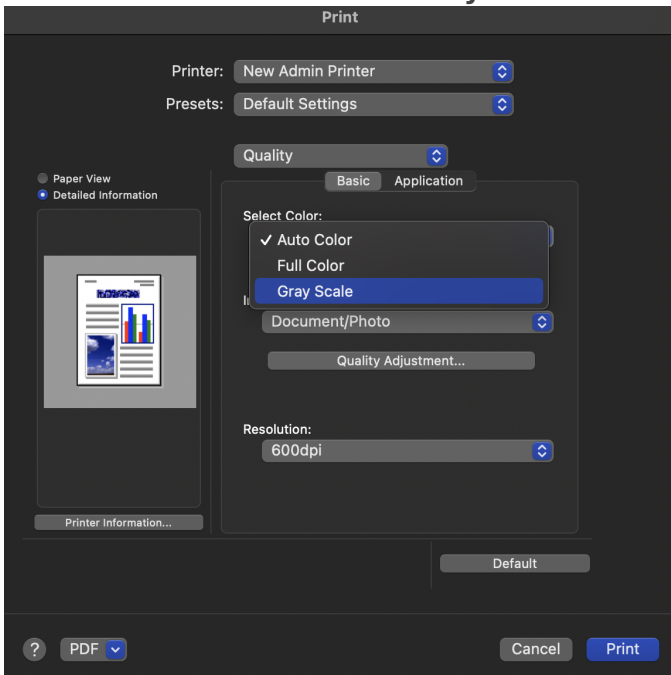 Print
Printer: New Admin Printer
Presets: Default Settings
Quality
Paper View
Detailed Information
Basic Application
Select Color:
✓ Auto Color
Full Color
Gray Scale
Document/Photo
Quality Adjustment...
Resolution:
600dpi
Printer Information...
Default
? PDF
Cancel Print